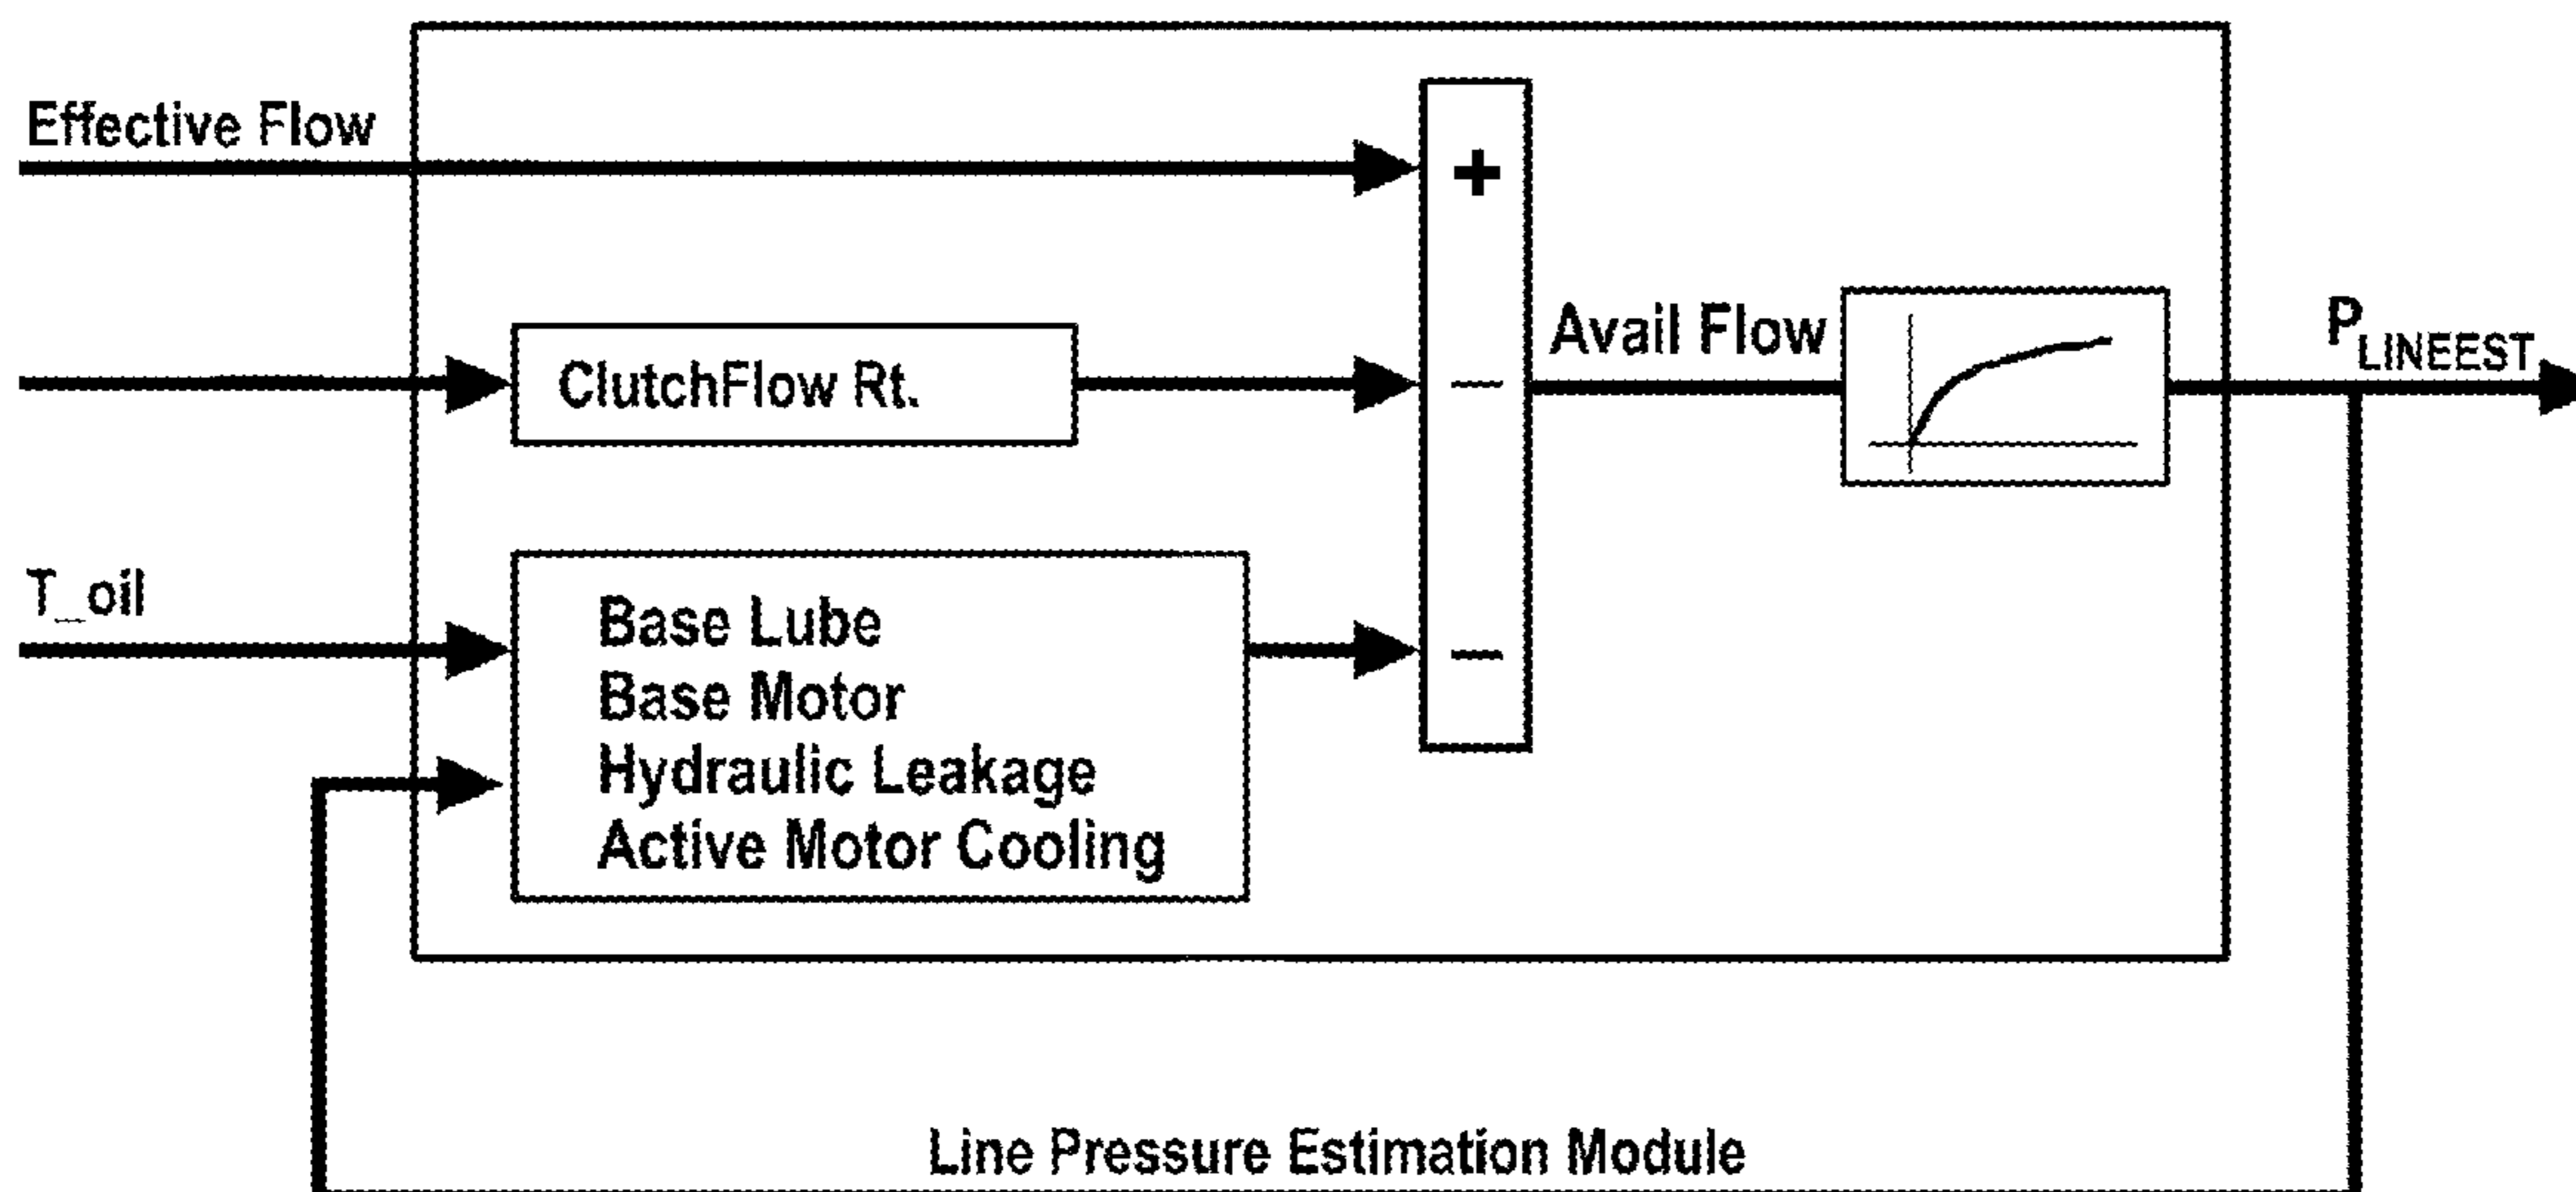 Effective Flow
+
Avail Flow
P_LINEEST
ClutchFlow Rt.
–
T_oil
Base Lube
Base Motor
Hydraulic Leakage
Active Motor Cooling
–
Line Pressure Estimation Module